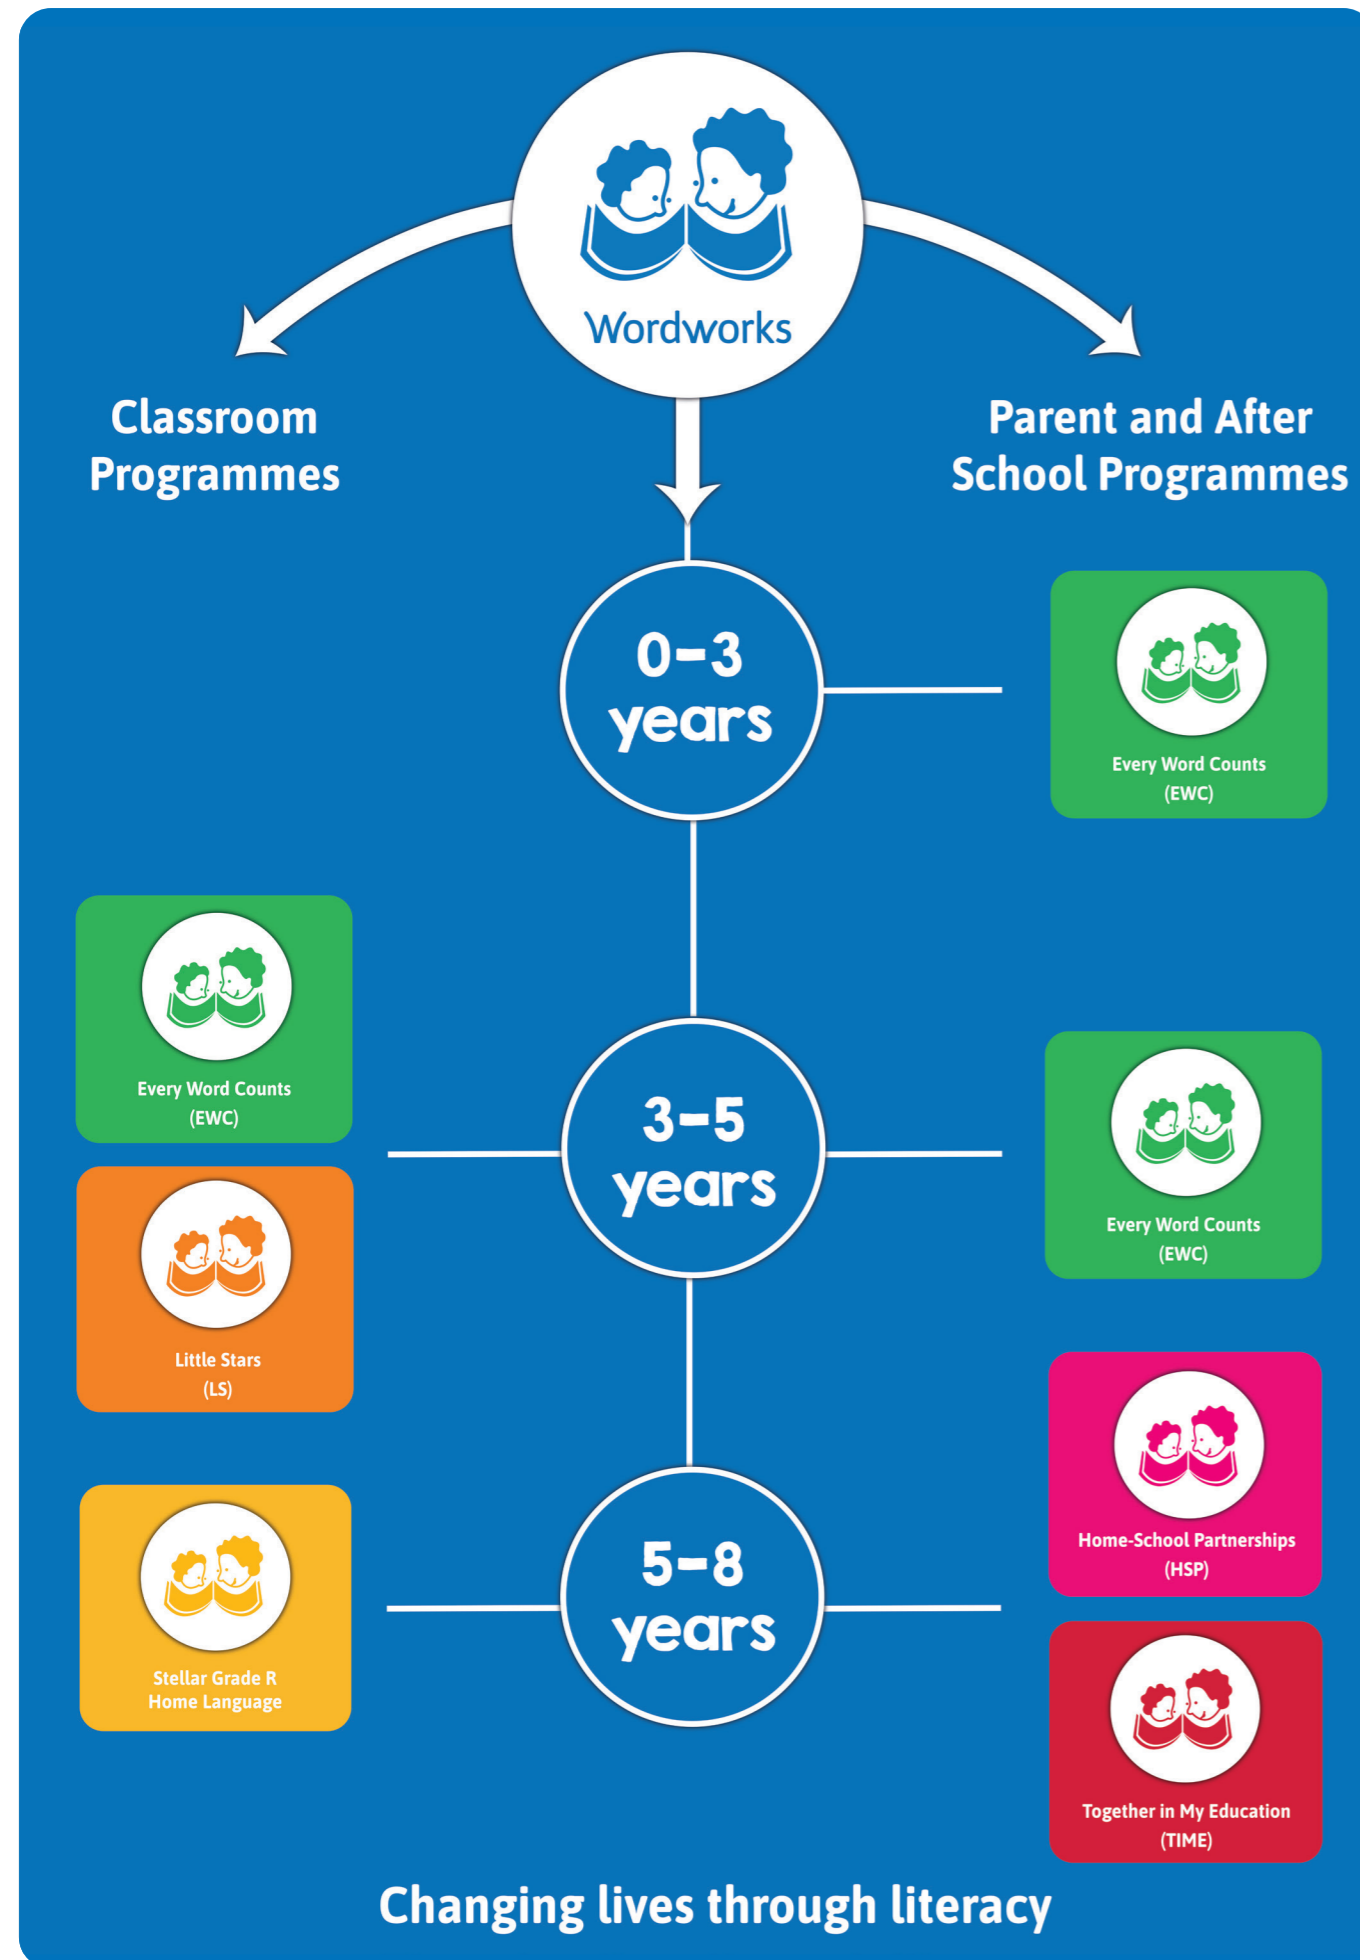 Wordworks
Classroom
Programmes
Parent and After
School Programmes
0-3
years
Every Word Counts
(EWC)
Every Word Counts
(EWC)
Little Stars
(LS)
3-5
years
Every Word Counts
(EWC)
Stellar Grade R
Home Language
5-8
years
Home-School Partnerships
(HSP)
Together in My Education
(TIME)
Changing lives through literacy